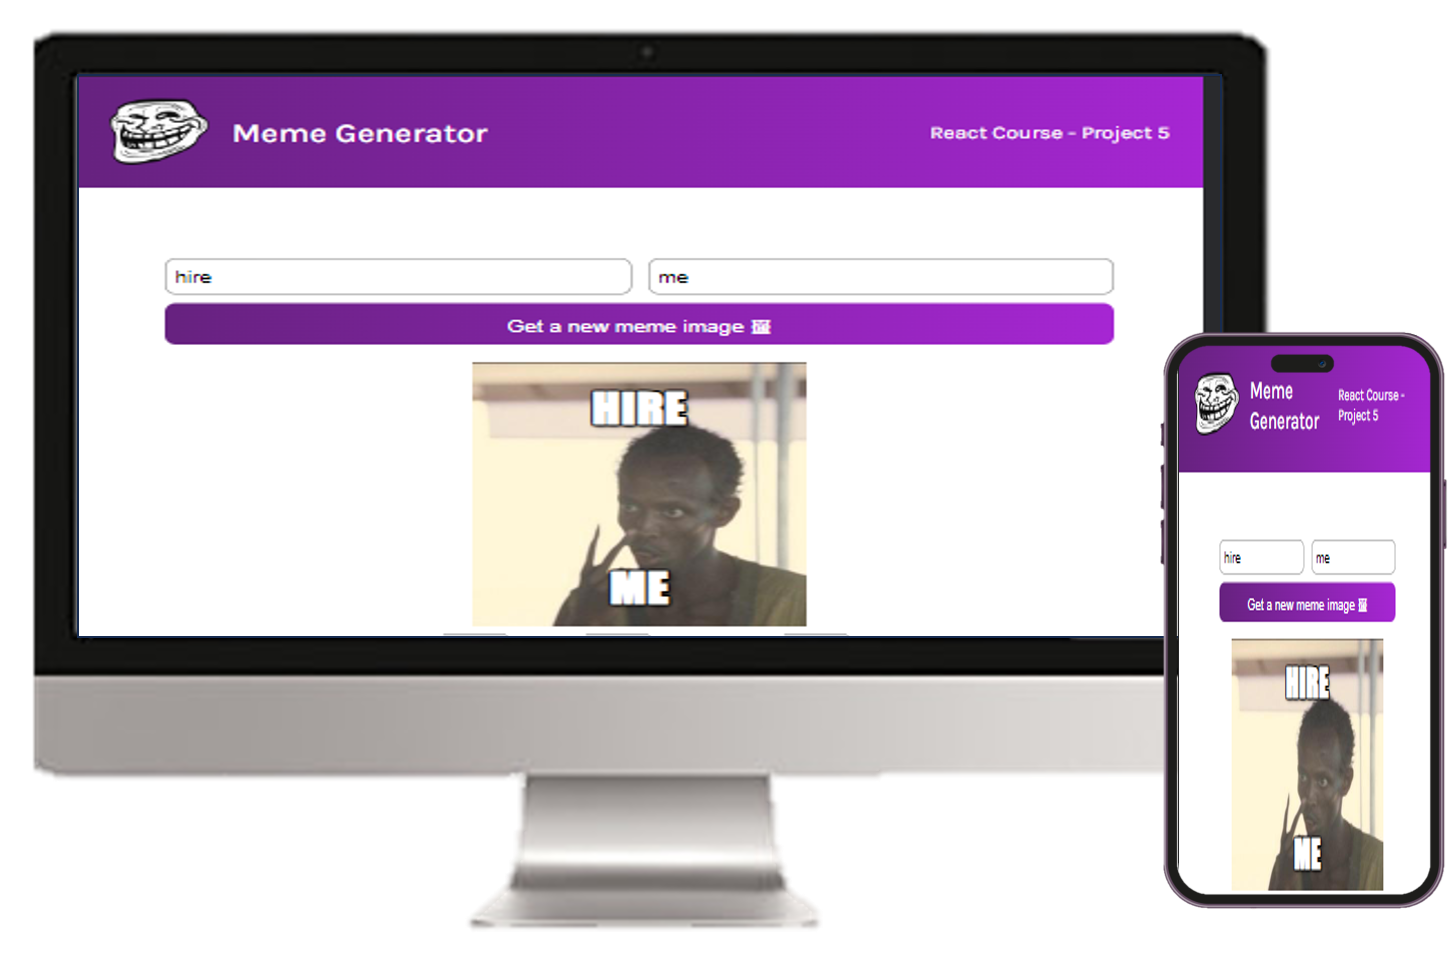 Meme Generator
React Course - Project 5
hire
me
Get a new meme image
HIRE
ME
Meme
Generator
React Course -
Project 5
hire
me
Get a new meme image
HIRE
ME